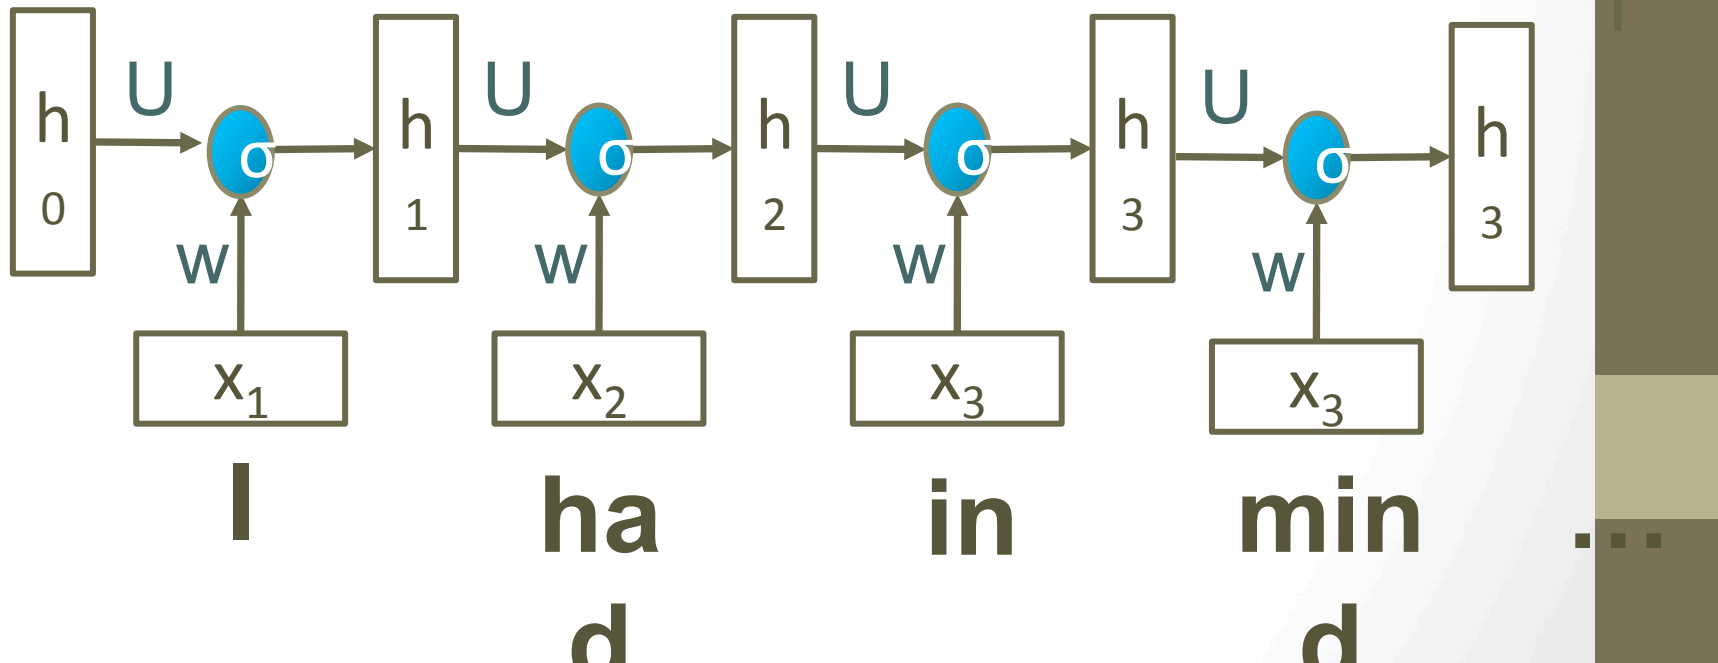 U U U U
h h h h h
σ σ σ σ
0 1 2 3 3
w w w w
x₁ x₂ x₃ x₃
I ha in min ...
d d